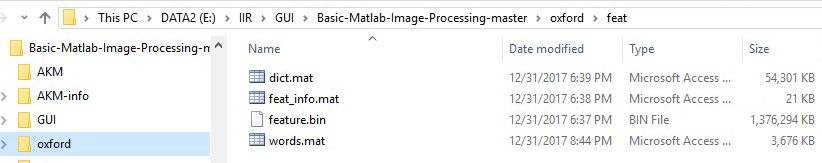 This PC > DATA2 (E:) > IIR > GUI > Basic-Matlab-Image-Processing-master > oxford > feat
Basic-Matlab-Image-Processing-m
AKM
AKM-info
GUI
oxford
Name Date modified Type Size
dict.mat 12/31/2017 6:39 PM Microsoft Access ... 54,301 KB
feat_info.mat 12/31/2017 6:38 PM Microsoft Access ... 21 KB
feature.bin 12/31/2017 6:37 PM BIN File 1,376,294 KB
words.mat 12/31/2017 8:44 PM Microsoft Access ... 3,676 KB